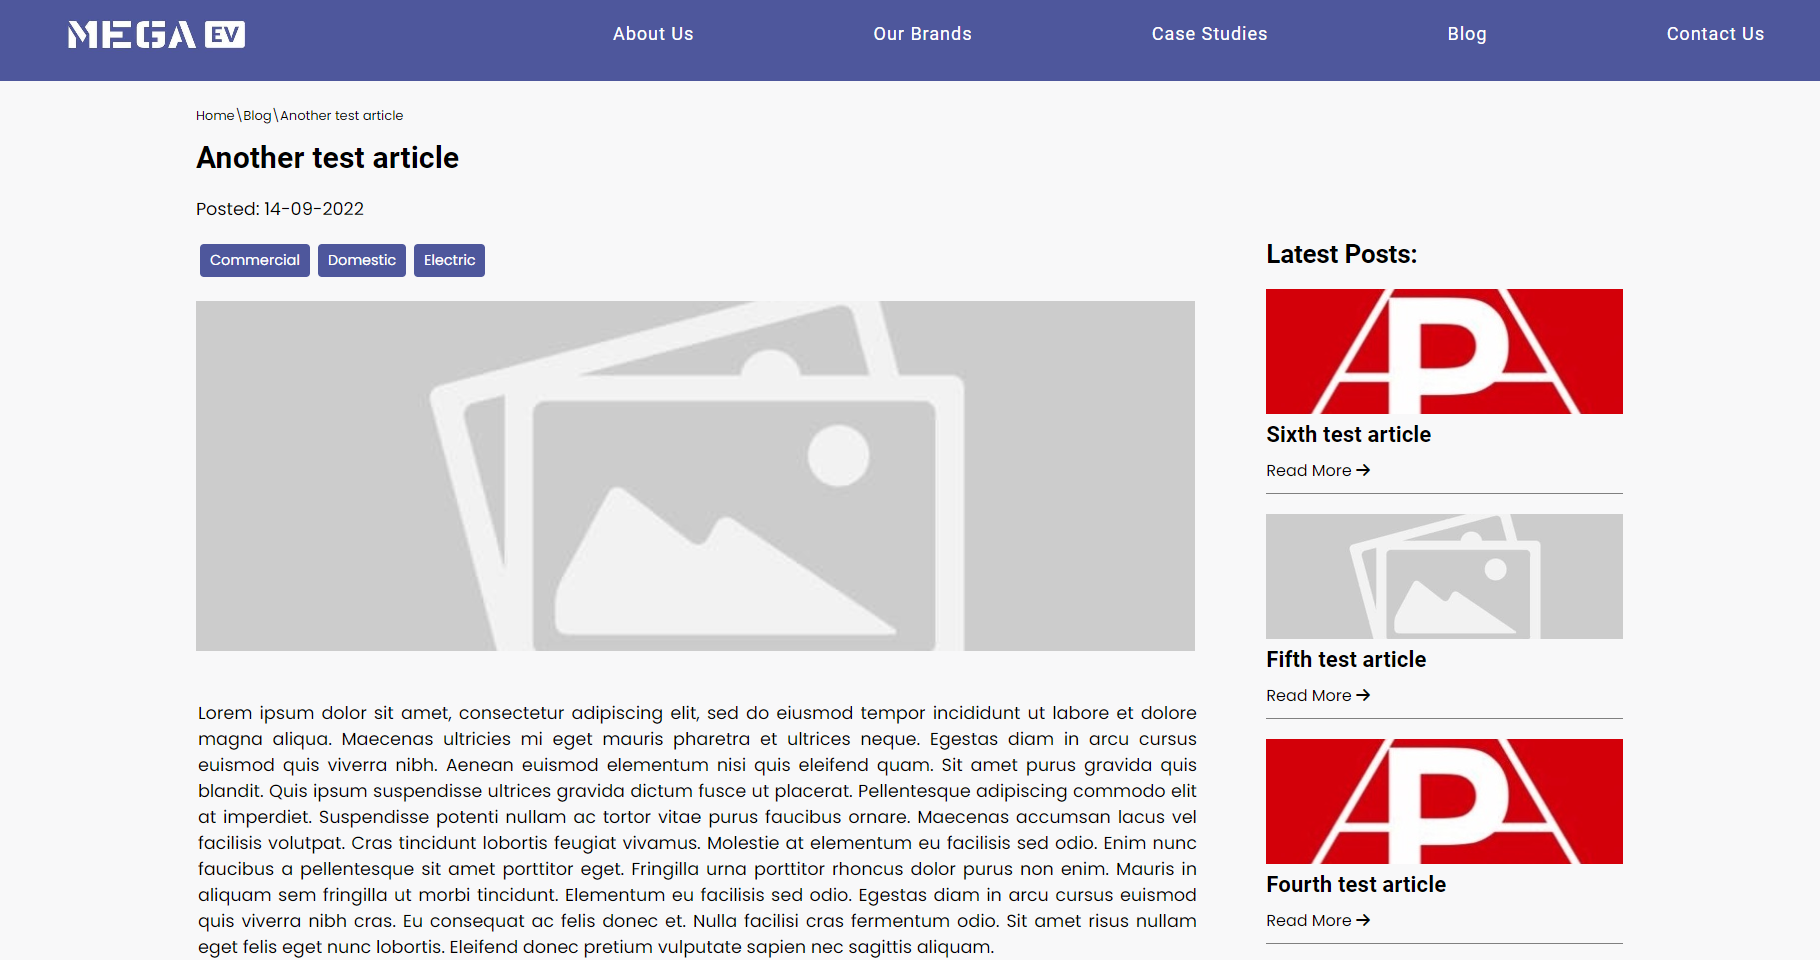 MEGA EV
About Us
Our Brands
Case Studies
Blog
Contact Us
Home\Blog\Another test article
Another test article
Posted: 14-09-2022
Commercial
Domestic
Electric
Lorem ipsum dolor sit amet, consectetur adipiscing elit, sed do eiusmod tempor incididunt ut labore et dolore
magna aliqua. Maecenas ultricies mi eget mauris pharetra et ultrices neque. Egestas diam in arcu cursus
euismod quis viverra nibh. Aenean euismod elementum nisi quis eleifend quam. Sit amet purus gravida quis
blandit. Quis ipsum suspendisse ultrices gravida dictum fusce ut placerat. Pellentesque adipiscing commodo elit
at imperdiet. Suspendisse potenti nullam ac tortor vitae purus faucibus ornare. Maecenas accumsan lacus vel
facilisis volutpat. Cras tincidunt lobortis feugiat vivamus. Molestie at elementum eu facilisis sed odio. Enim nunc
faucibus a pellentesque sit amet porttitor eget. Fringilla urna porttitor rhoncus dolor purus non enim. Mauris in
aliquam sem fringilla ut morbi tincidunt. Elementum eu facilisis sed odio. Egestas diam in arcu cursus euismod
quis viverra nibh cras. Eu consequat ac felis donec et. Nulla facilisi cras fermentum odio. Sit amet risus nullam
eget felis eget nunc lobortis. Eleifend donec pretium vulputate sapien nec sagittis aliquam.
Latest Posts:
APA
Sixth test article
Read More →
Fifth test article
Read More →
APA
Fourth test article
Read More →